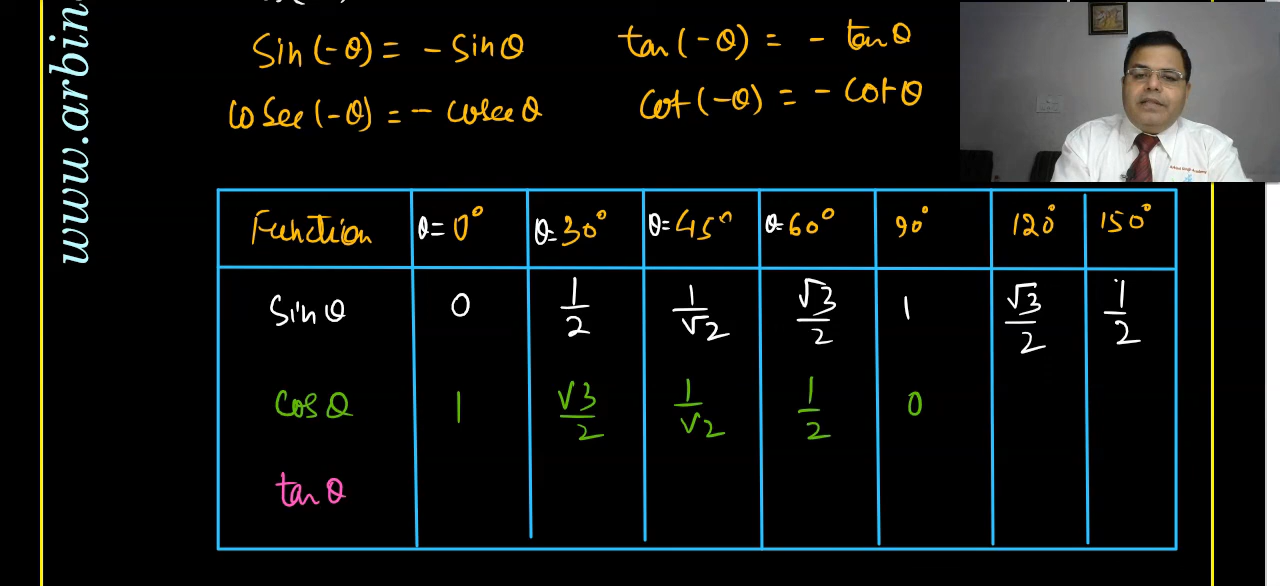 www.arbin
Sin(-θ) = - Sinθ
tan(-θ) = - tanθ
Cosec(-θ) = - Cosecθ
Cot(-θ) = - Cotθ
Function θ=0° θ=30° θ=45° θ=60° 90° 120° 150°
Sinθ 0 1/2 1/√2 √3/2 1 √3/2 1/2
Cosθ 1 √3/2 1/√2 1/2 0
tanθ